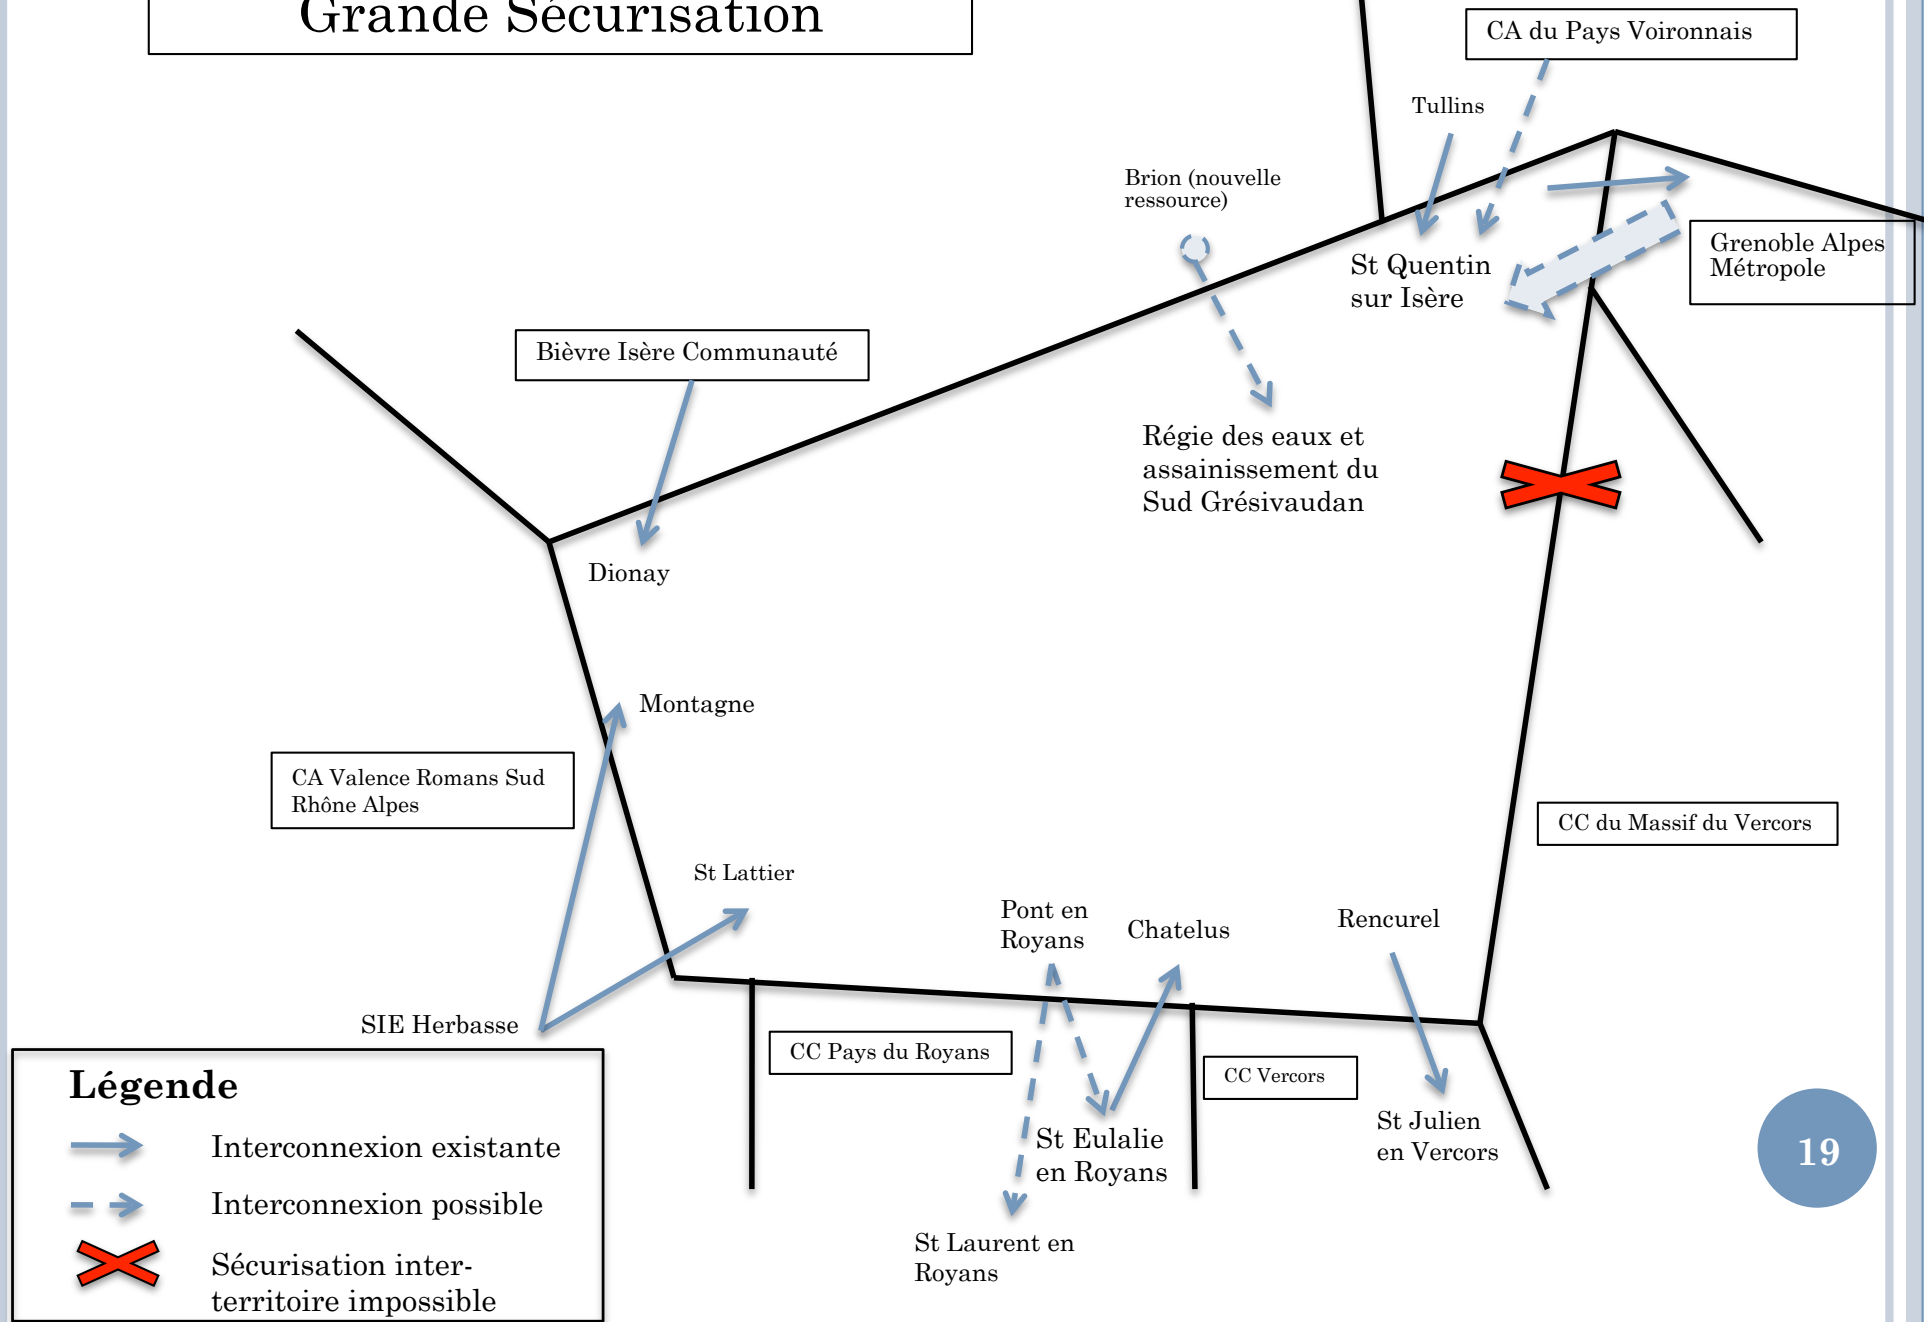 Grande Sécurisation
CA du Pays Voironnais
Tullins
Brion (nouvelle
ressource)
Grenoble Alpes
Métropole
St Quentin
sur Isère
Bièvre Isère Communauté
Régie des eaux et
assainissement du
Sud Grésivaudan
Dionay
Montagne
CA Valence Romans Sud
Rhône Alpes
CC du Massif du Vercors
St Lattier
Pont en
Royans
Chatelus
Rencurel
SIE Herbasse
CC Pays du Royans
CC Vercors
St Eulalie
en Royans
St Julien
en Vercors
St Laurent en
Royans
Légende
Interconnexion existante
Interconnexion possible
Sécurisation inter-
territoire impossible
19